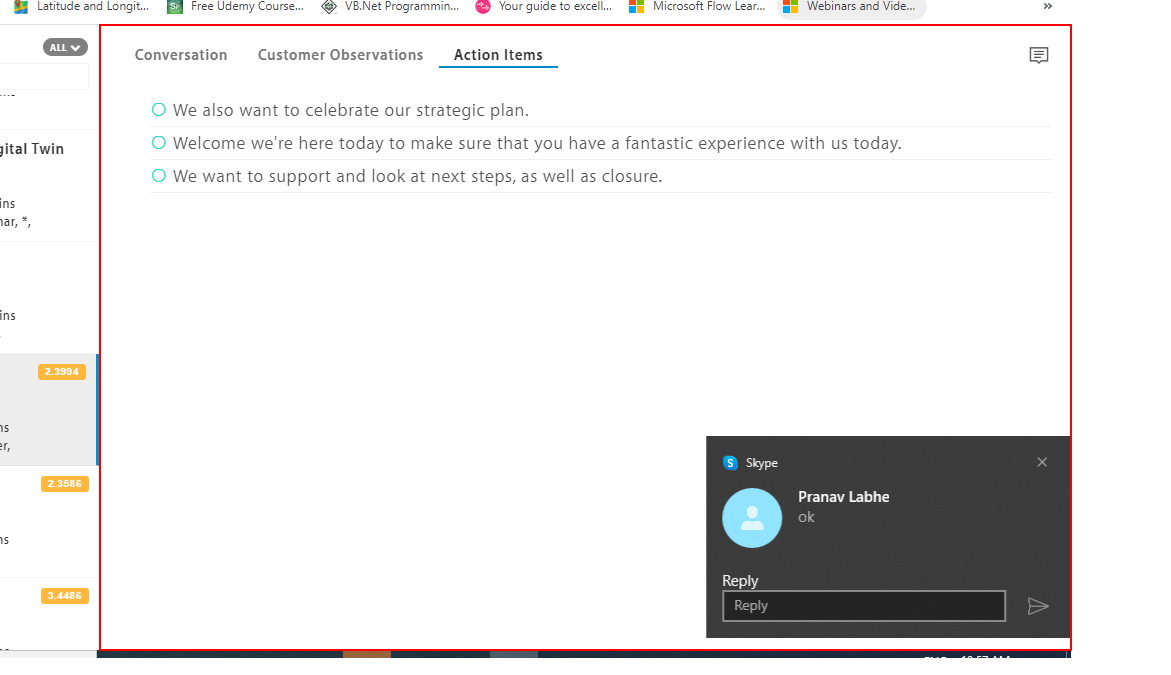 Latitude and Longit...
Free Udemy Course...
VB.Net Programmin...
Your guide to excell...
Microsoft Flow Lear...
Webinars and Vide...
»
ALL
gital Twin
ins
nar, *,
ins
2.3994
ns
er,
2.3586
ns
3.4486
Conversation
Customer Observations
Action Items
We also want to celebrate our strategic plan.
Welcome we're here today to make sure that you have a fantastic experience with us today.
We want to support and look at next steps, as well as closure.
Skype
Pranav Labhe
ok
Reply
Reply